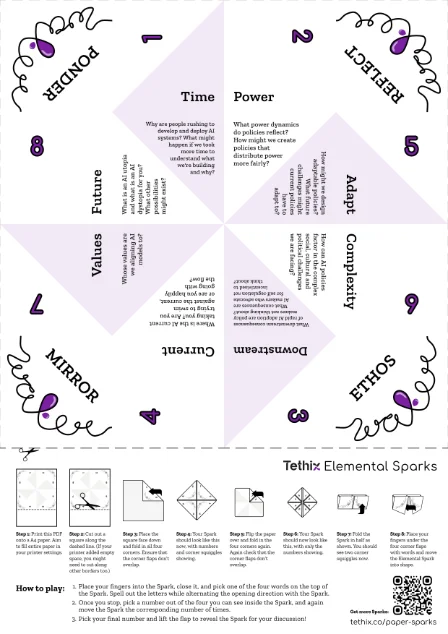 PONDER
1
2
REFLECT
Time
Power
Why are people rushing to
develop and deploy AI
systems? What might
happen if we took
more time to
understand what
we're building
and why?
What power dynamics
do policies reflect?
How might we create
policies that
distribute power
more fairly?
8
Future
What is an AI utopia
and what is an AI
dystopia for you?
What other
possibilities
might exist?
How might we design
adaptable policies?
What future
challenges might
current policies
have to
adapt to?
Adapt
5
7
Values
Whose values are
we aligning AI
models to?
How can AI policies
factor in the complex
social, cultural and
political challenges
we are facing?
Complexity
6
Where is the AI current
taking you? Are you
trying to swim
against the current,
or are you happily
going with
the flow?
Current
What downstream consequences
of rapid AI adoption are policy
makers not thinking about?
What consequences are
AI makers who advocate
for self regulation not
incentivised to
think about?
Downstream
MIRROR
4
3
ETHOS
Tethix Elemental Sparks
Step 1: Print this PDF
onto a A4 paper. Aim
to fill entire paper in
your printer settings.
Step 2: Cut out a
square along the
dashed line. (If your
printer added empty
space, you might
need to cut along
other borders too.)
Step 3: Place the
square face down
and fold in all four
corners. Ensure that
the corner flaps
don't overlap.
Step 4: Your Spark
should look like this
now, with numbers
and corner squiggles
showing.
Step 5: Flip the paper
over and fold in the
four corners again.
Again check that the
corner flaps don't
overlap.
Step 6: Your Spark
should now look like
this, with only the
numbers showing.
Step 7: Fold the
Spark in half as
shown. You should
see two corner
squiggles now.
Step 8: Place your
fingers under the
four corner flaps
with words and move
the Elemental Spark
into shape.
How to play:
1. Place your fingers into the Spark, close it, and pick one of the four words on the top of
the Spark. Spell out the letters while alternating the opening direction with the Spark.
2. Once you stop, pick a number out of the four you can see inside the Spark, and again
move the Spark the corresponding number of times.
3. Pick your final number and lift the flap to reveal the Spark for your discussion!
Get more Sparks:
tethix.co/paper-sparks